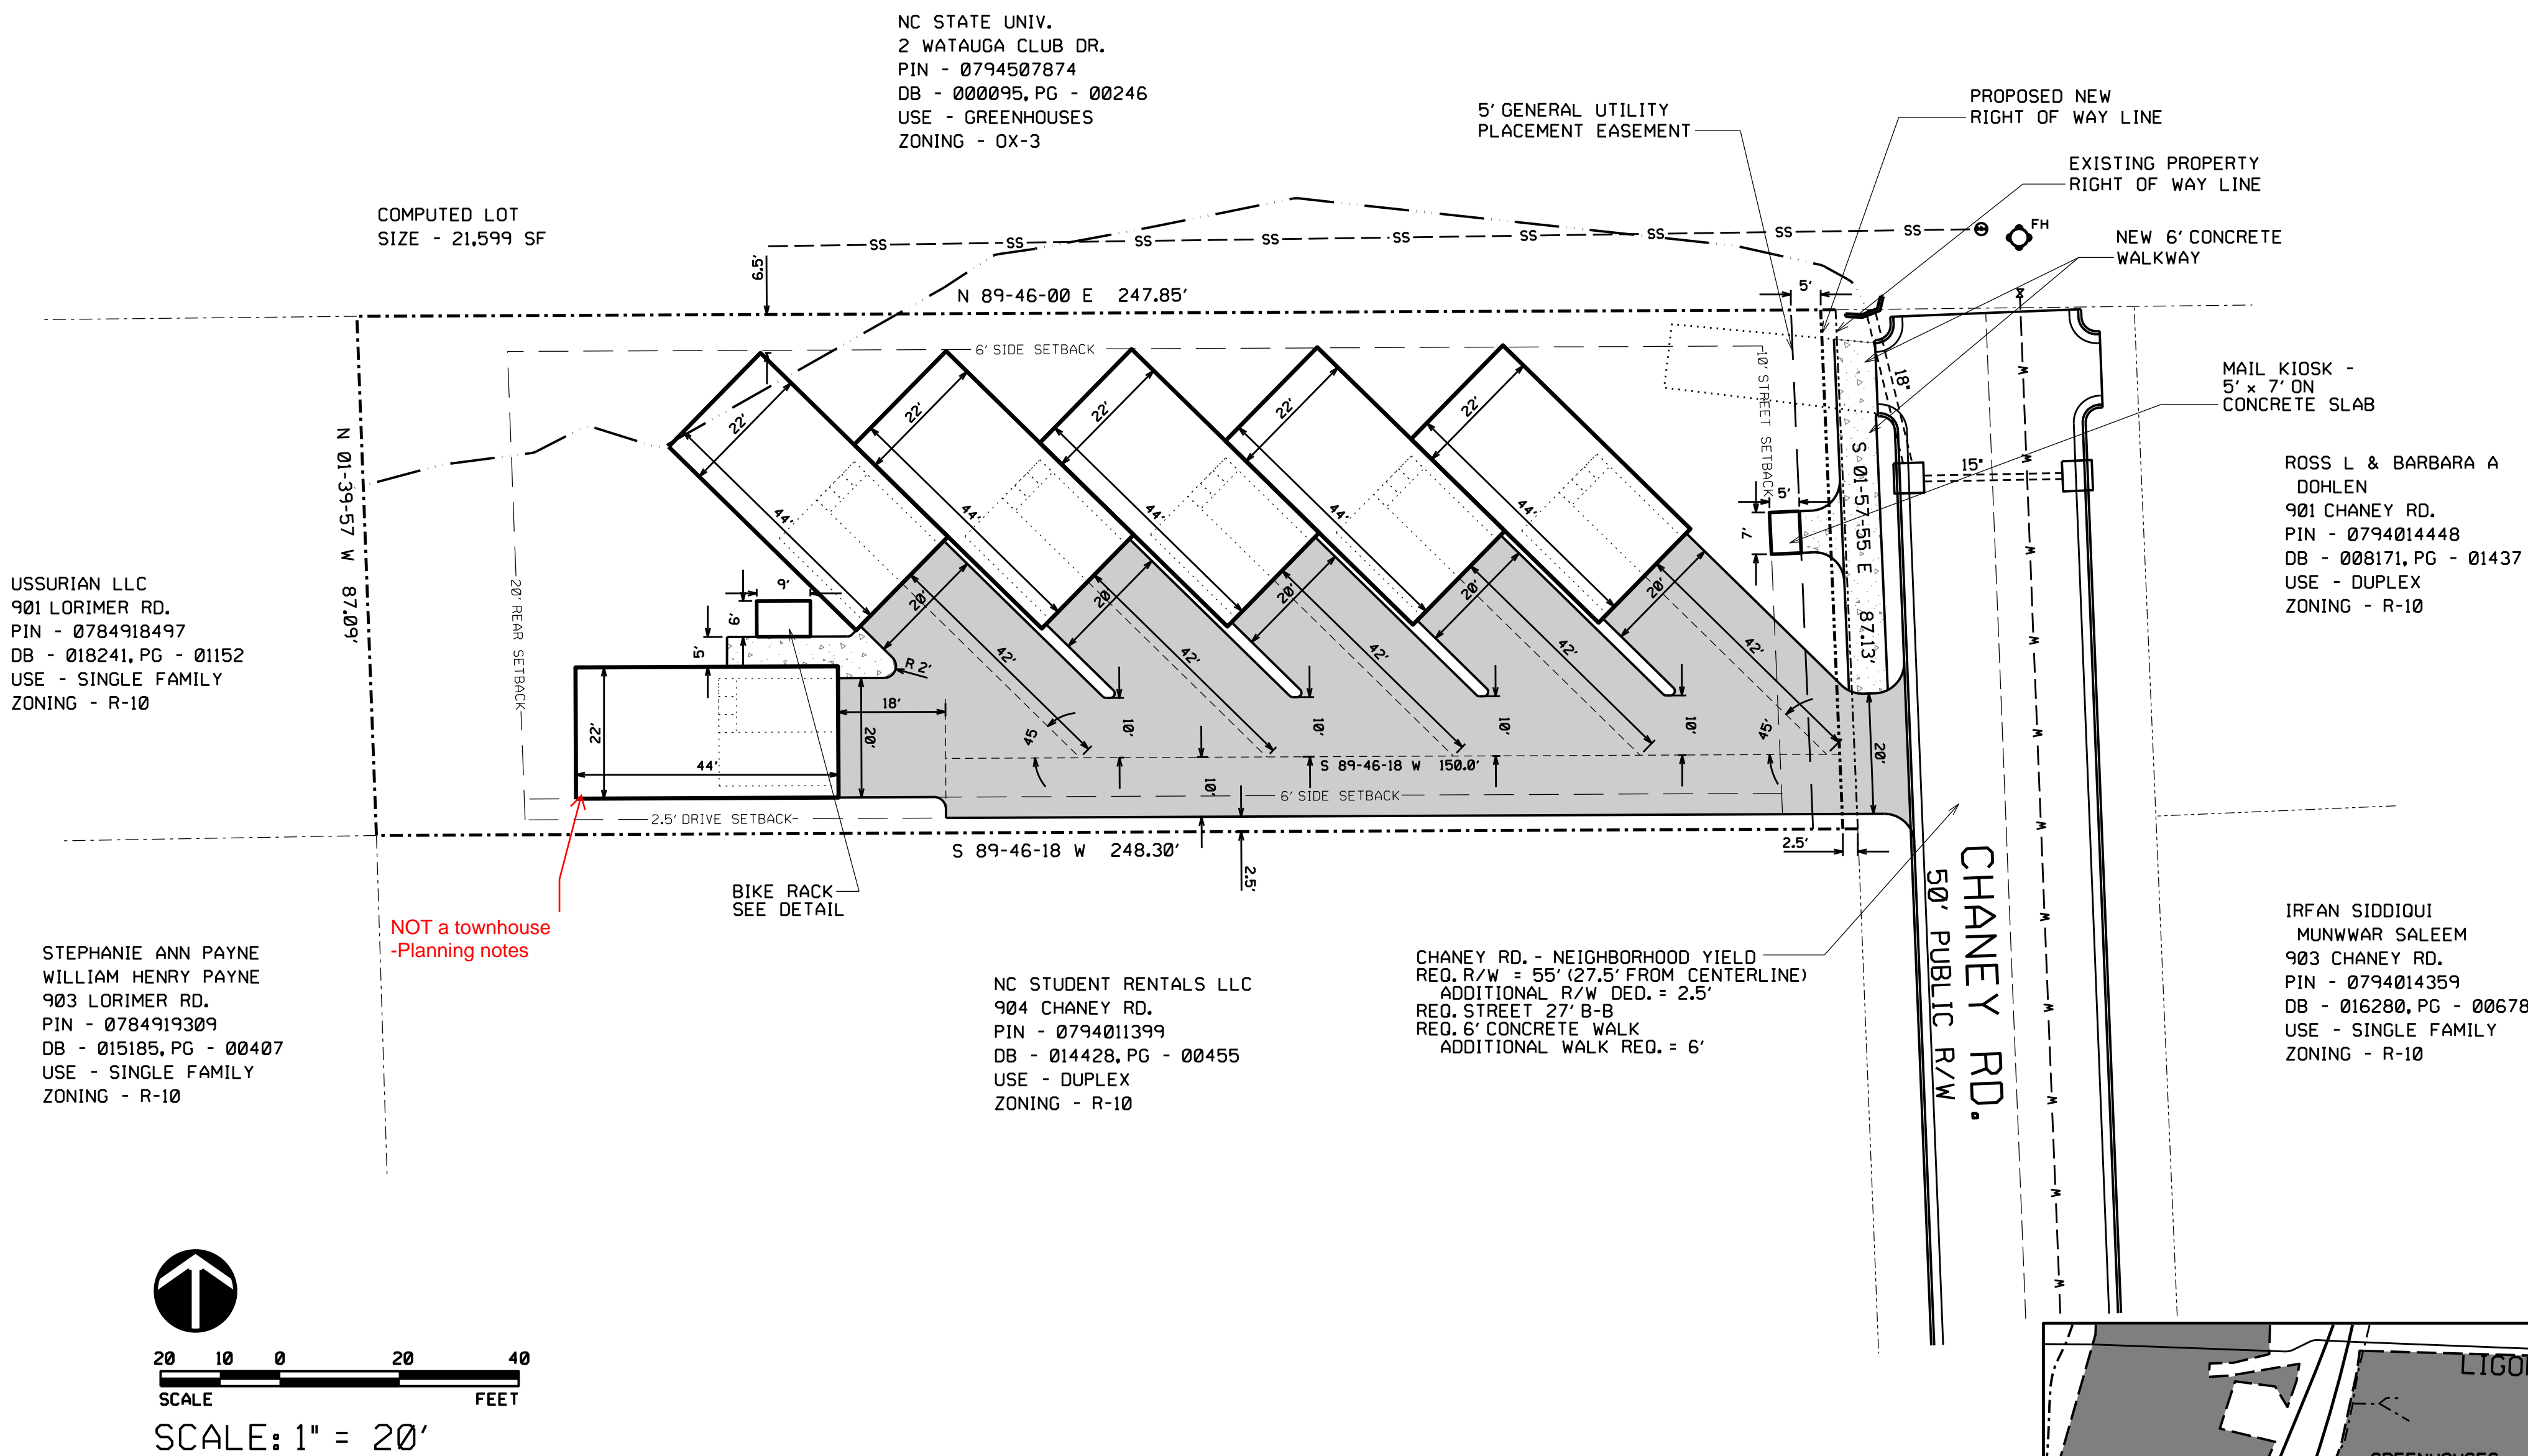 NC STATE UNIV.
2 WATAUGA CLUB DR.
PIN - 0794507874
DB - 000095, PG - 00246
USE - GREENHOUSES
ZONING - OX-3
5' GENERAL UTILITY
PLACEMENT EASEMENT
PROPOSED NEW
RIGHT OF WAY LINE
EXISTING PROPERTY
RIGHT OF WAY LINE
COMPUTED LOT
SIZE - 21,599 SF
SS SS SS SS SS SS SS SS SS
FH
NEW 6' CONCRETE
WALKWAY
6.5'
N 89-46-00 E 247.85'
5'
6' SIDE SETBACK
10' STREET SETBACK
18"
MAIL KIOSK -
5' x 7' ON
CONCRETE SLAB
22'
22'
22'
22'
22'
44'
44'
44'
44'
44'
N 01-39-57 W 87.09'
S 01-57-55 E 87.13'
15"
5'
7'
W W W W W W W W W W W
ROSS L & BARBARA A
DOHLEN
901 CHANEY RD.
PIN - 0794014448
DB - 008171, PG - 01437
USE - DUPLEX
ZONING - R-10
USSURIAN LLC
901 LORIMER RD.
PIN - 0784918497
DB - 018241, PG - 01152
USE - SINGLE FAMILY
ZONING - R-10
20' REAR SETBACK
9'
6'
5'
R 2'
20'
20'
20'
20'
20'
42'
42'
42'
42'
42'
18'
20'
22'
44'
45
10'
10'
10'
10'
45'
20'
S 89-46-18 W 150.0'
10'
6' SIDE SETBACK
2.5' DRIVE SETBACK
S 89-46-18 W 248.30'
2.5'
2.5'
BIKE RACK
SEE DETAIL
NOT a townhouse
-Planning notes
STEPHANIE ANN PAYNE
WILLIAM HENRY PAYNE
903 LORIMER RD.
PIN - 0784919309
DB - 015185, PG - 00407
USE - SINGLE FAMILY
ZONING - R-10
NC STUDENT RENTALS LLC
904 CHANEY RD.
PIN - 0794011399
DB - 014428, PG - 00455
USE - DUPLEX
ZONING - R-10
CHANEY RD. - NEIGHBORHOOD YIELD
REQ. R/W = 55' (27.5' FROM CENTERLINE)
ADDITIONAL R/W DED. = 2.5'
REQ. STREET 27' B-B
REQ. 6' CONCRETE WALK
ADDITIONAL WALK REQ. = 6'
CHANEY RD.
50' PUBLIC R/W
IRFAN SIDDIQUI
MUNWWAR SALEEM
903 CHANEY RD.
PIN - 0794014359
DB - 016280, PG - 00678
USE - SINGLE FAMILY
ZONING - R-10
20 10 0 20 40
SCALE FEET
SCALE: 1" = 20'